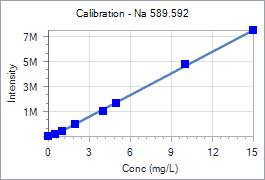 Calibration - Na 589.592
Intensity
7M
5M
3M
1M
0
3
6
9
12
15
Conc (mg/L)